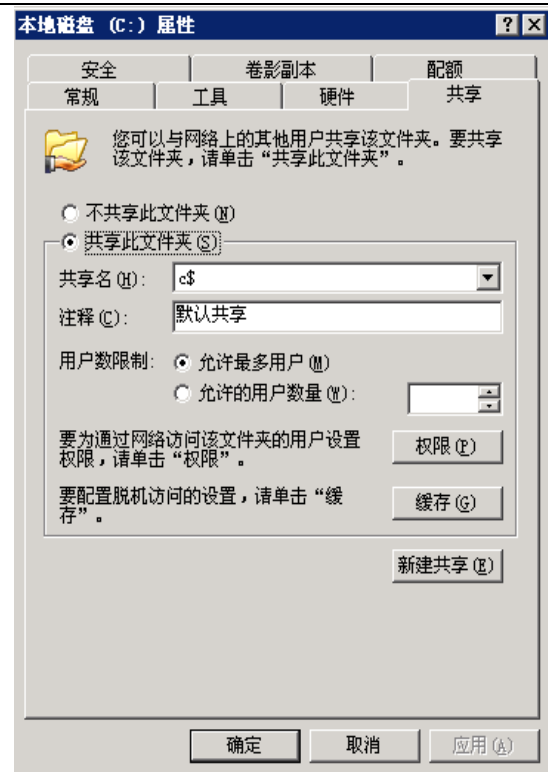 本地磁盘 (C:) 属性
安全 卷影副本 配额
常规 工具 硬件 共享
您可以与网络上的其他用户共享该文件夹。要共享
该文件夹，请单击“共享此文件夹”。
不共享此文件夹(N)
共享此文件夹(S)
共享名(H): c$
注释(C): 默认共享
用户数限制: 允许最多用户(M)
允许的用户数量(W):
要为通过网络访问该文件夹的用户设置
权限，请单击“权限”。
权限(P)
要配置脱机访问的设置，请单击“缓
存”。
缓存(G)
新建共享(E)
确定 取消 应用(A)